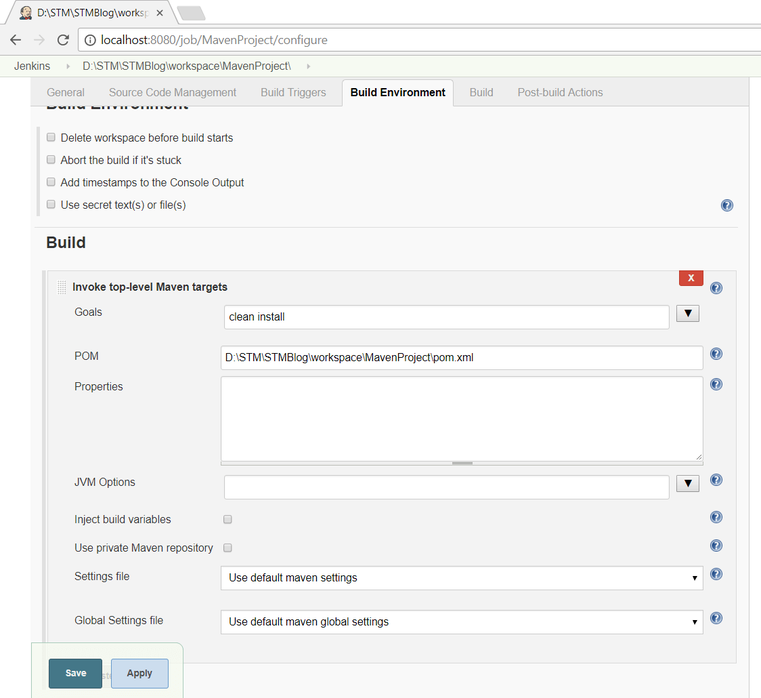 D:\STM\STMBlog\works
localhost:8080/job/MavenProject/configure
Jenkins D:\STM\STMBlog\workspace\MavenProject\
General Source Code Management Build Triggers Build Environment Build Post-build Actions
Build Environment
Delete workspace before build starts
Abort the build if it's stuck
Add timestamps to the Console Output
Use secret text(s) or file(s)
Build
X
Invoke top-level Maven targets
Goals clean install
POM D:\STM\STMBlog\workspace\MavenProject\pom.xml
Properties
JVM Options
Inject build variables
Use private Maven repository
Settings file Use default maven settings
Global Settings file Use default maven global settings
Save Apply